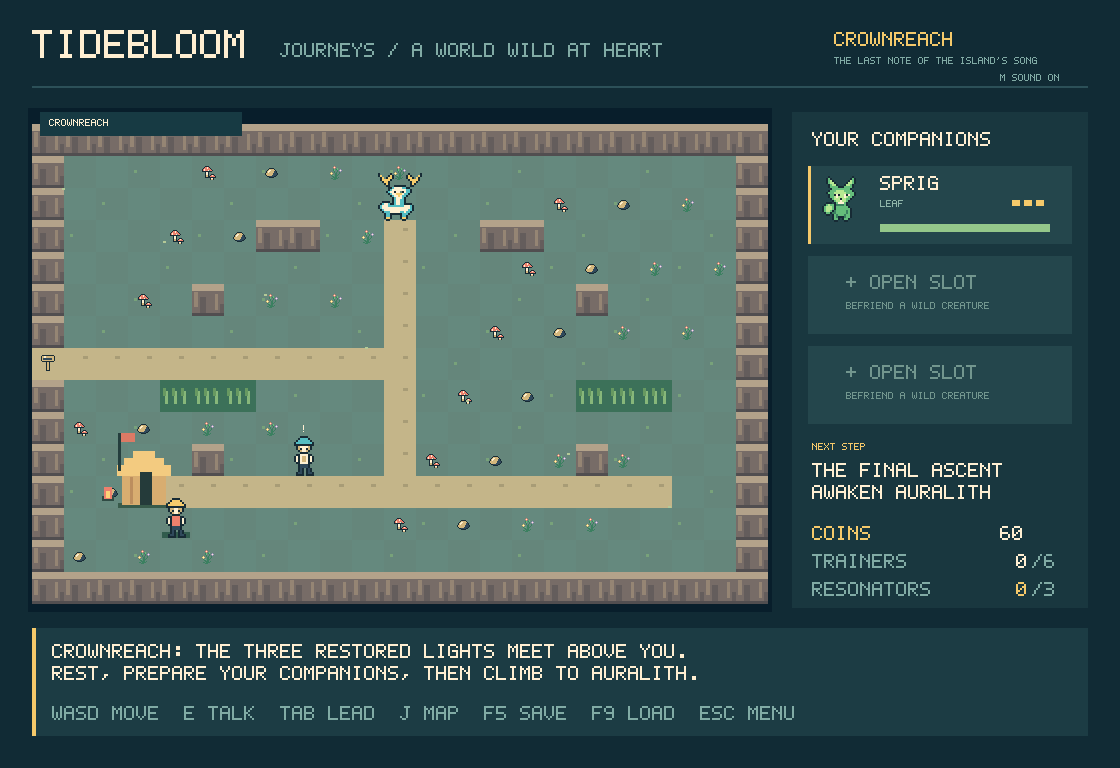 TIDEBLOOM
JOURNEYS / A WORLD WILD AT HEART
CROWNREACH
THE LAST NOTE OF THE ISLAND'S SONG
M SOUND ON
CROWNREACH
YOUR COMPANIONS
SPRIG
LEAF
+ OPEN SLOT
BEFRIEND A WILD CREATURE
+ OPEN SLOT
BEFRIEND A WILD CREATURE
NEXT STEP
THE FINAL ASCENT
AWAKEN AURALITH
COINS 60
TRAINERS 0/6
RESONATORS 0/3
CROWNREACH: THE THREE RESTORED LIGHTS MEET ABOVE YOU.
REST, PREPARE YOUR COMPANIONS, THEN CLIMB TO AURALITH.
WASD MOVE E TALK TAB LEAD J MAP F5 SAVE F9 LOAD ESC MENU